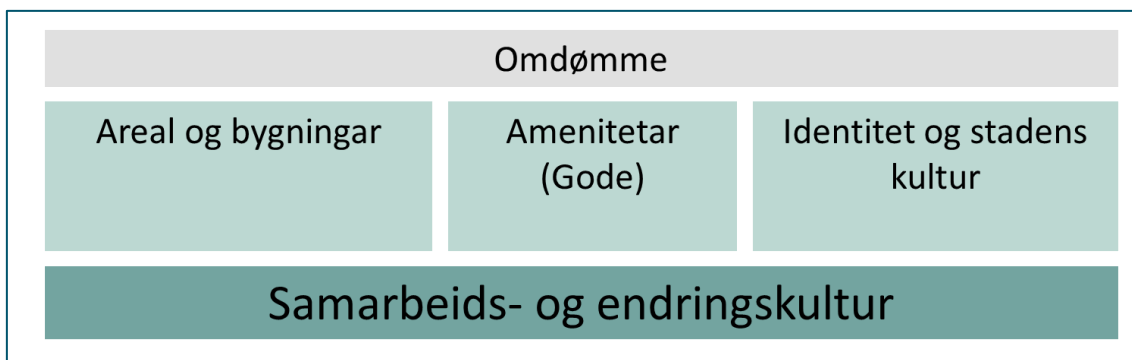 Omdømme
Areal og bygningar
Amenitetar
(Gode)
Identitet og stadens
kultur
Samarbeids- og endringskultur